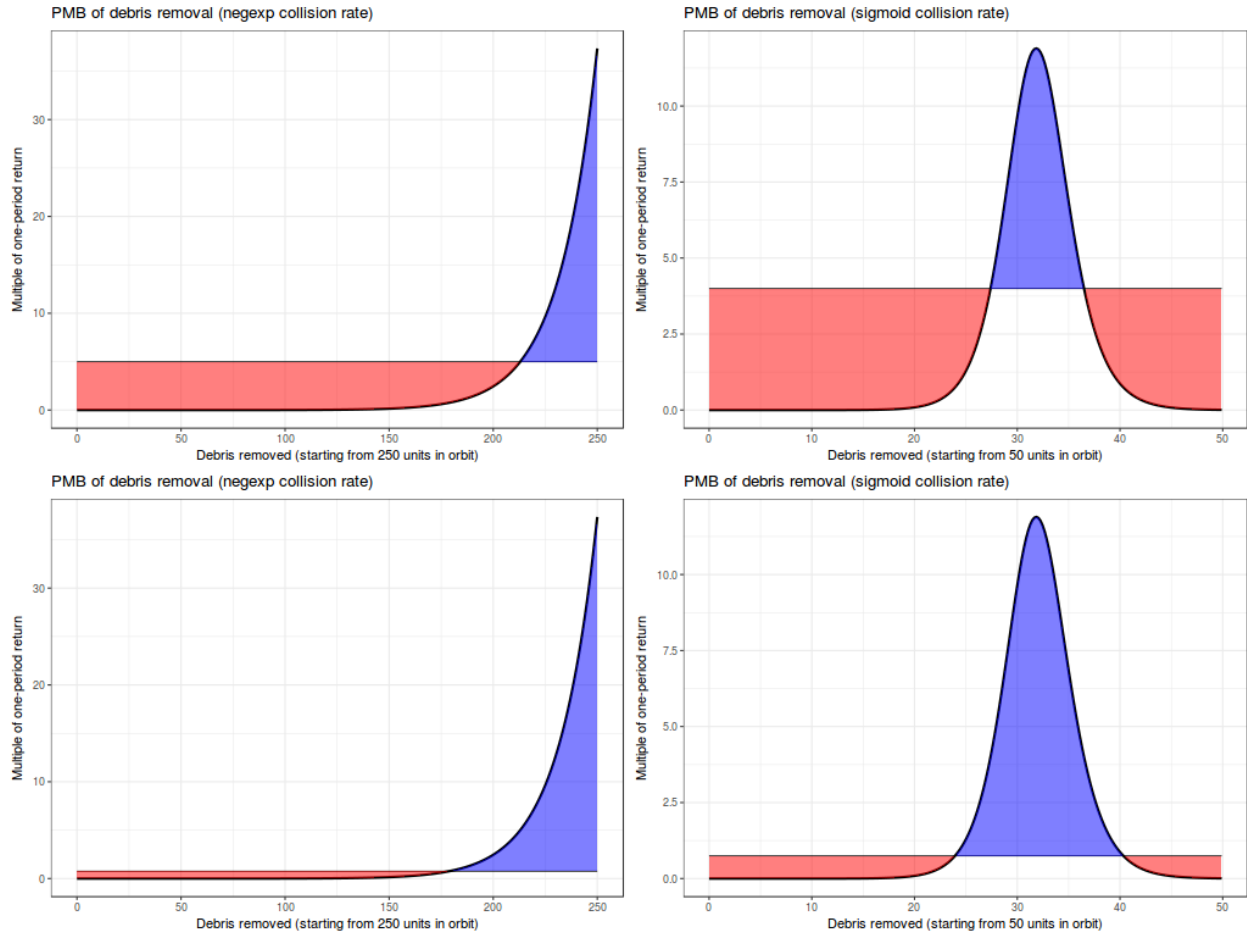 PMB of debris removal (negexp collision rate)
Multiple of one-period return
30
20
10
0
0 50 100 150 200 250
Debris removed (starting from 250 units in orbit)
PMB of debris removal (sigmoid collision rate)
Multiple of one-period return
10.0
7.5
5.0
2.5
0.0
0 10 20 30 40 50
Debris removed (starting from 50 units in orbit)
PMB of debris removal (negexp collision rate)
Multiple of one-period return
30
20
10
0
0 50 100 150 200 250
Debris removed (starting from 250 units in orbit)
PMB of debris removal (sigmoid collision rate)
Multiple of one-period return
10.0
7.5
5.0
2.5
0.0
0 10 20 30 40 50
Debris removed (starting from 50 units in orbit)